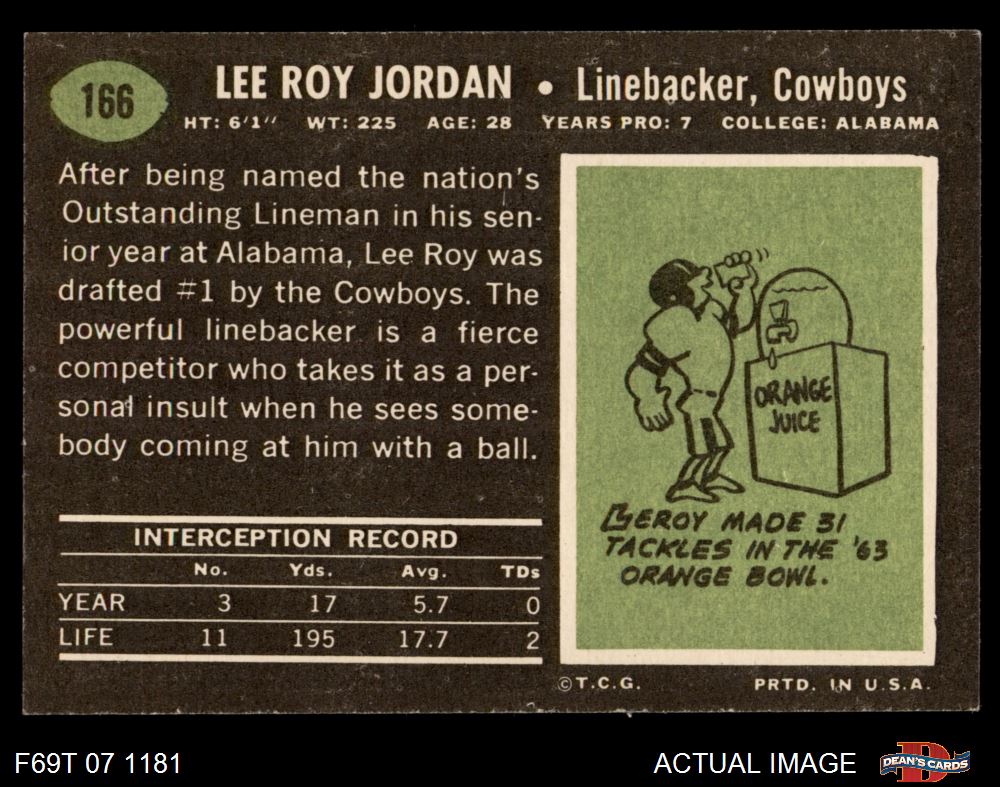 166
LEE ROY JORDAN • Linebacker, Cowboys
HT: 6'1'' WT: 225 AGE: 28 YEARS PRO: 7 COLLEGE: ALABAMA
After being named the nation's
Outstanding Lineman in his sen-
ior year at Alabama, Lee Roy was
drafted #1 by the Cowboys. The
powerful linebacker is a fierce
competitor who takes it as a per-
sonal insult when he sees some-
body coming at him with a ball.
INTERCEPTION RECORD
No. Yds. Avg. TDs
YEAR 3 17 5.7 0
LIFE 11 195 17.7 2
ORANGE
JUICE
LEROY MADE 31
TACKLES IN THE '63
ORANGE BOWL.
©T.C.G. PRTD. IN U.S.A.
F69T 07 1181
ACTUAL IMAGE
D
DEAN'S CARDS